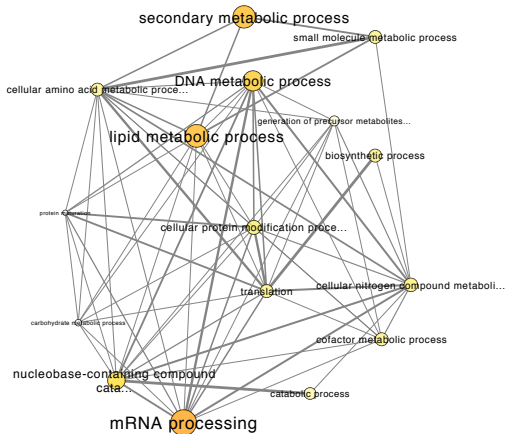 secondary metabolic process
small molecule metabolic process
DNA metabolic process
cellular amino acid metabolic proce...
generation of precursor metabolites...
lipid metabolic process
biosynthetic process
protein maturation
cellular protein modification proce...
cellular nitrogen compound metaboli...
translation
carbohydrate metabolic process
cofactor metabolic process
nucleobase-containing compound
cata...
catabolic process
mRNA processing